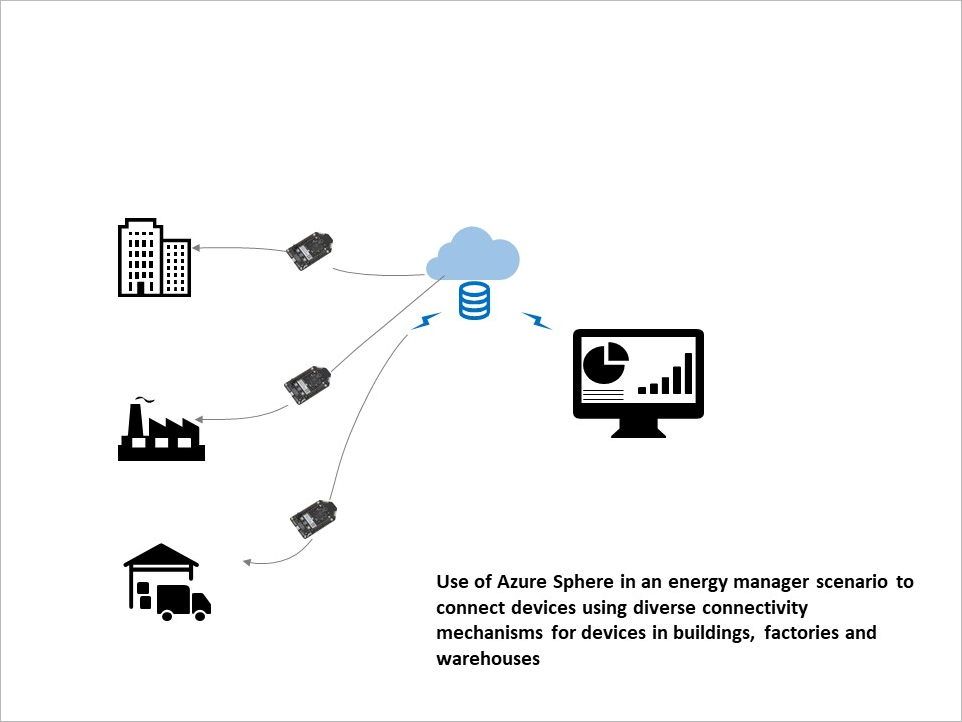 Use of Azure Sphere in an energy manager scenario to
connect devices using diverse connectivity
mechanisms for devices in buildings, factories and
warehouses